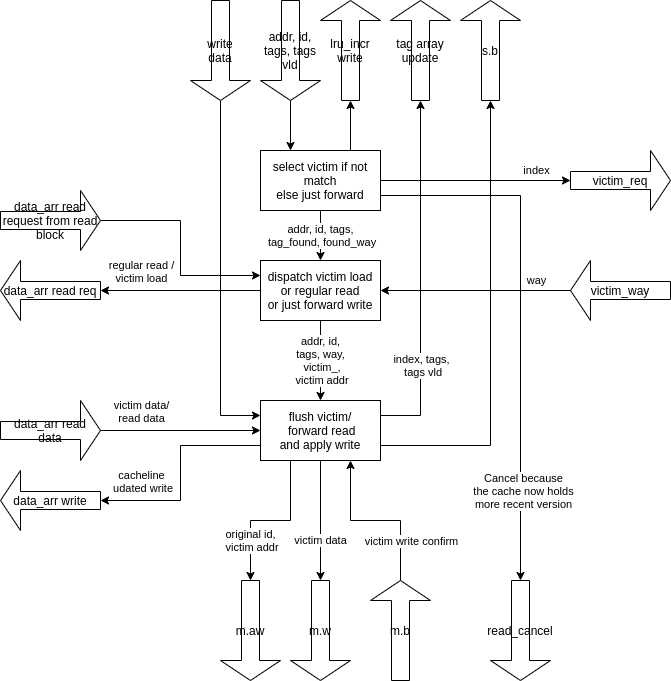 write
data
addr, id,
tags, tags
vld
lru_incr
write
tag array
update
s.b
select victim if not
match
else just forward
index
victim_req
data_arr read
request from read
block
addr, id, tags,
tag_found, found_way
regular read /
victim load
data_arr read req
dispatch victim load
or regular read
or just forward write
way
victim_way
addr, id,
tags, way,
victim_,
victim addr
index, tags,
tags vld
victim data/
read data
data_arr read
data
flush victim/
forward read
and apply write
cacheline
udated write
data_arr write
Cancel because
the cache now holds
more recent version
original id,
victim addr
victim data
victim write confirm
m.aw
m.w
m.b
read_cancel